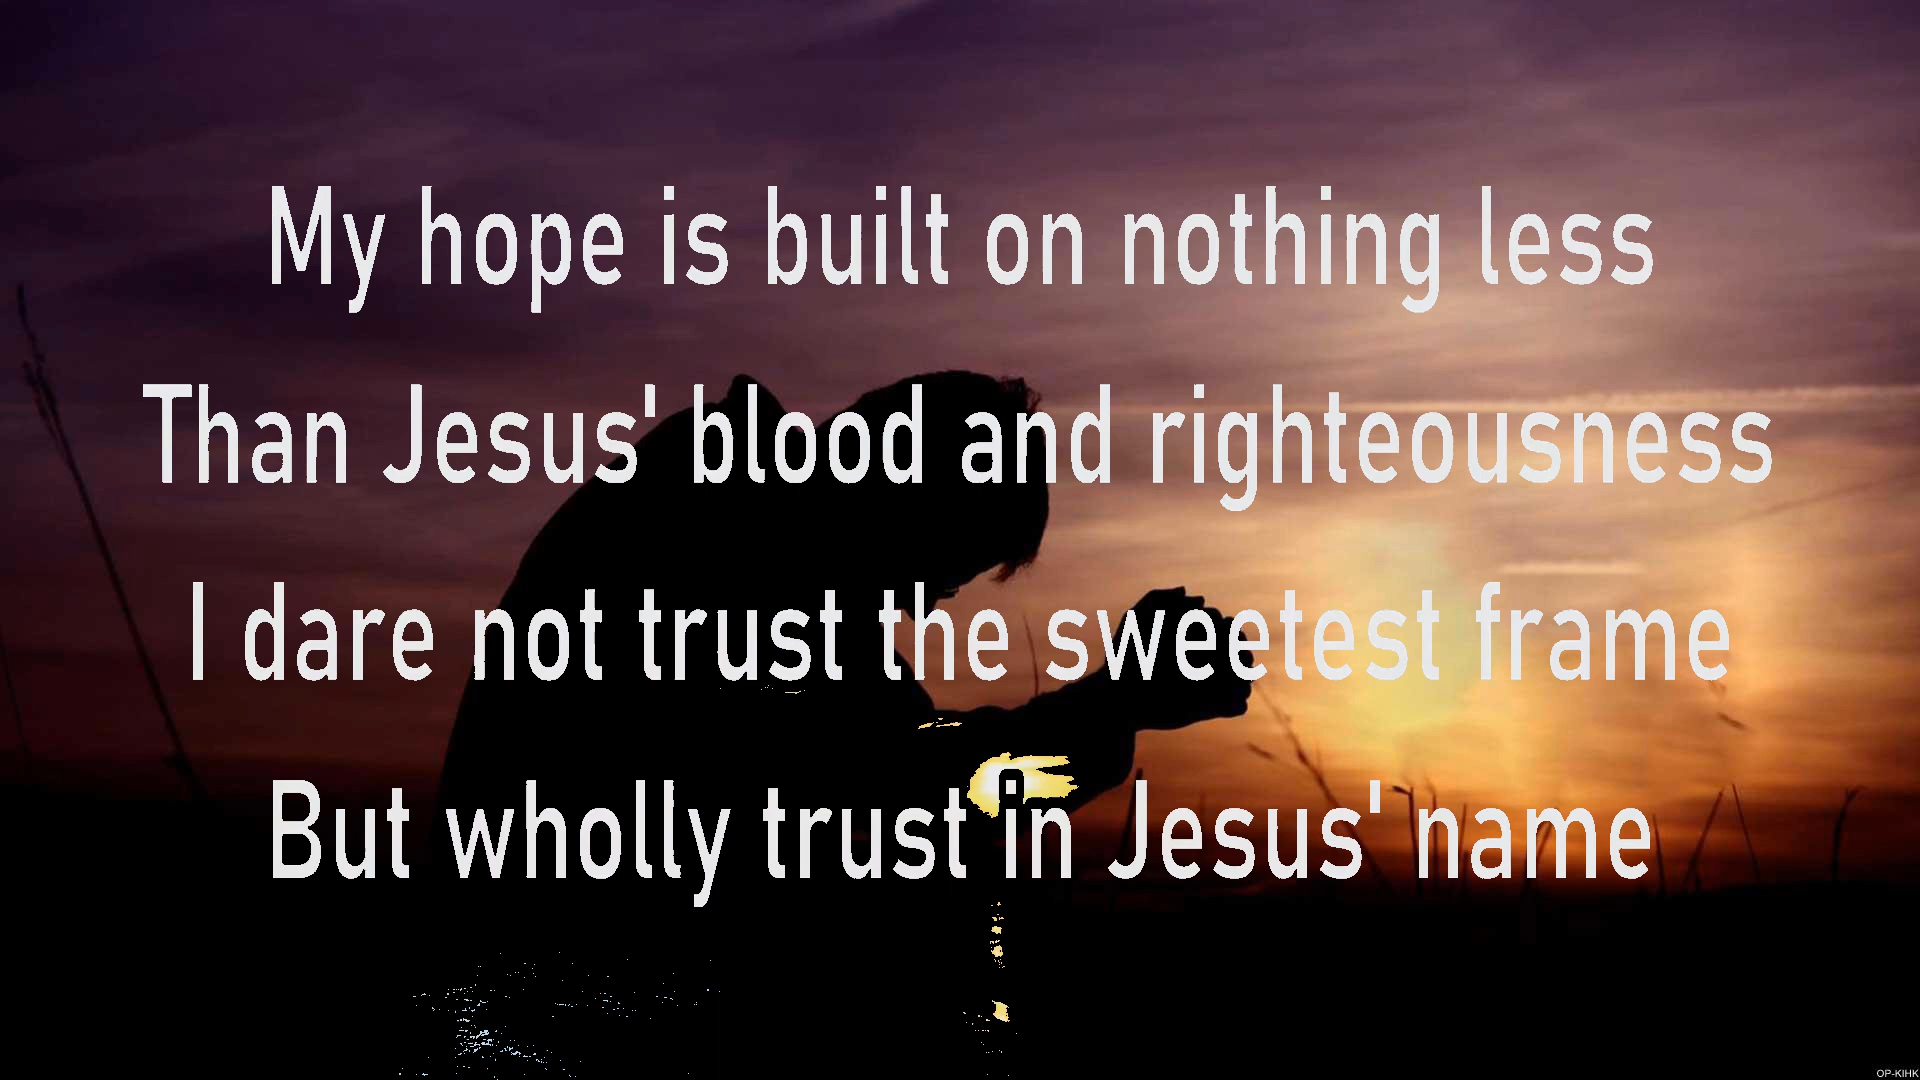 My hope is built on nothing less
Than Jesus' blood and righteousness
I dare not trust the sweetest frame
But wholly trust in Jesus' name
OP-KIHK